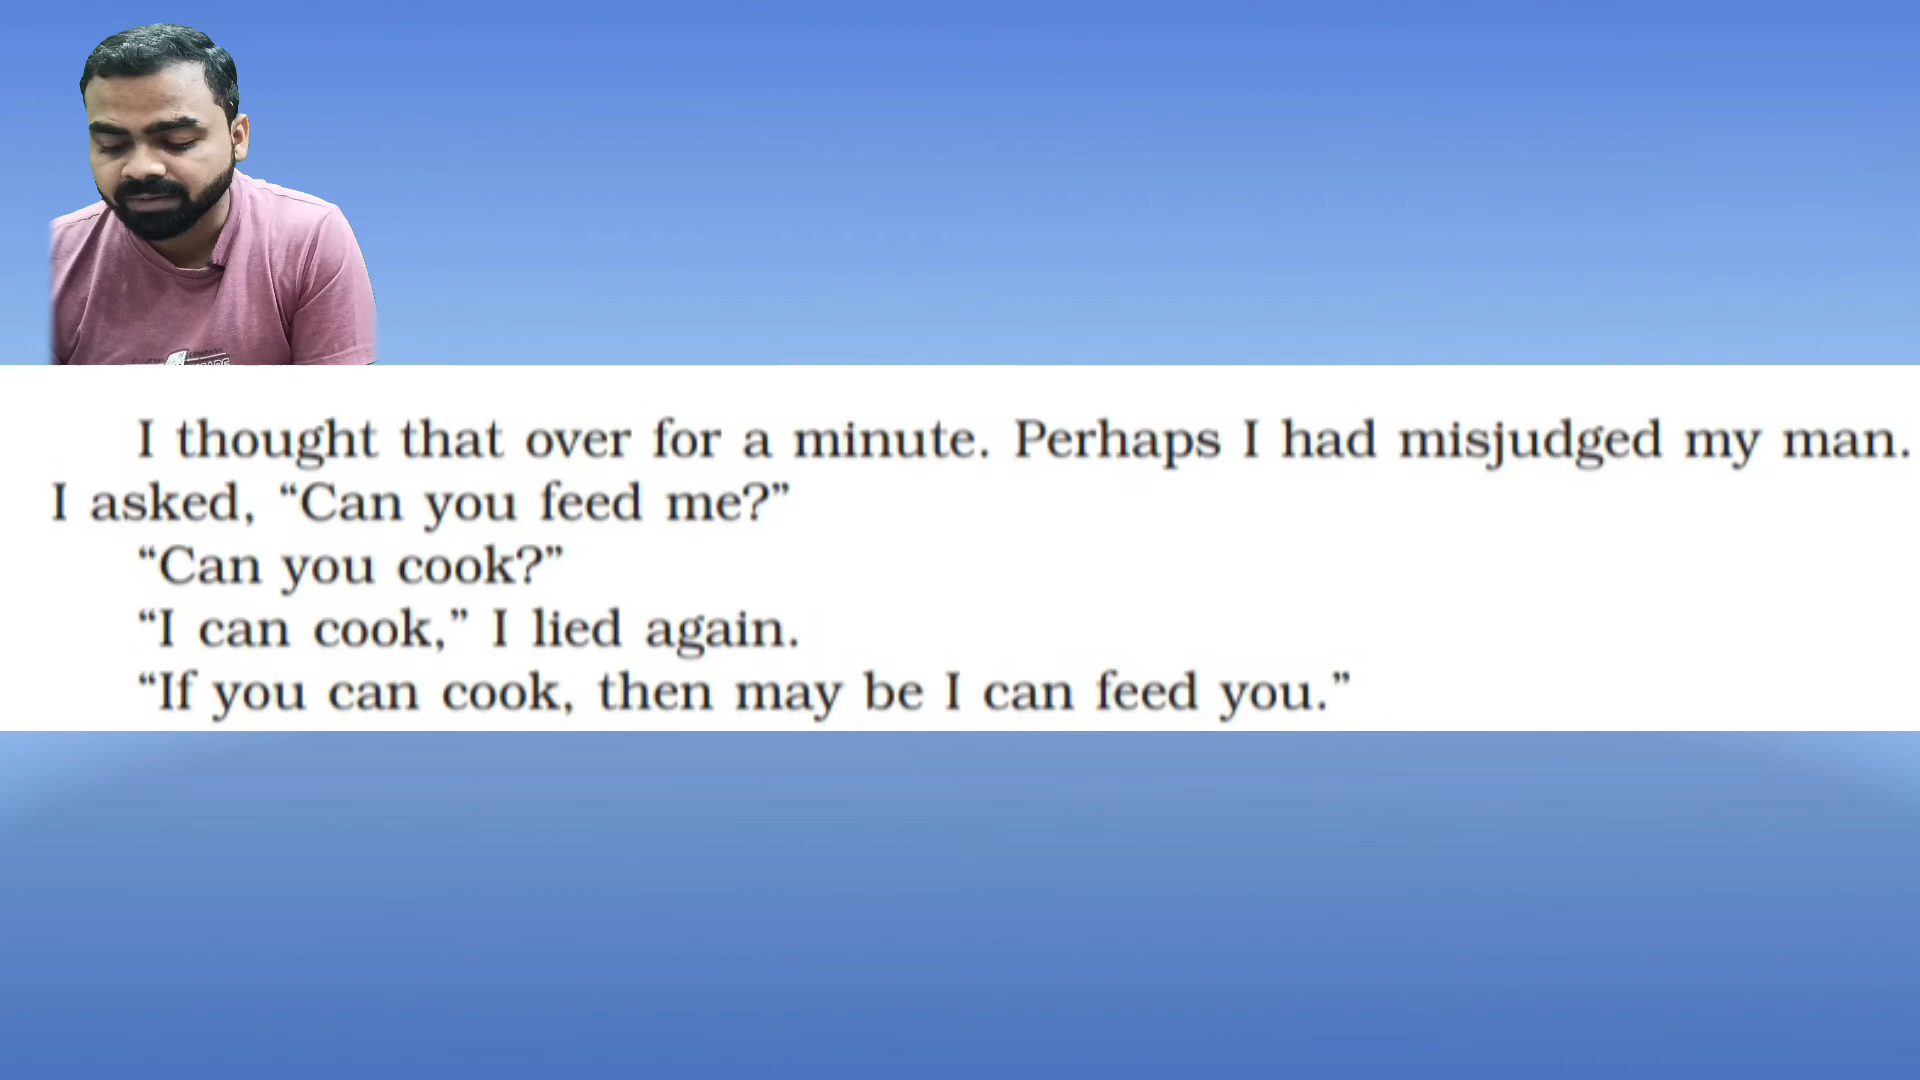 I thought that over for a minute. Perhaps I had misjudged my man.
I asked, “Can you feed me?”
“Can you cook?”
“I can cook,” I lied again.
“If you can cook, then may be I can feed you.”